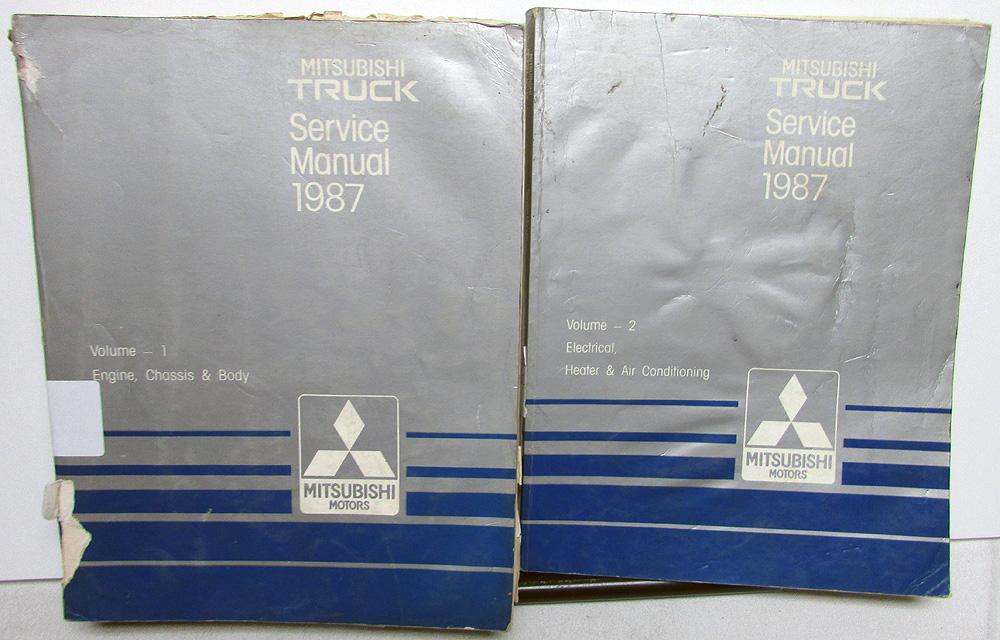 MITSUBISHI
TRUCK
Service
Manual
1987
Volume – 1
Engine, Chassis & Body
MITSUBISHI
MOTORS
MITSUBISHI
TRUCK
Service
Manual
1987
Volume – 2
Electrical,
Heater & Air Conditioning
MITSUBISHI
MOTORS